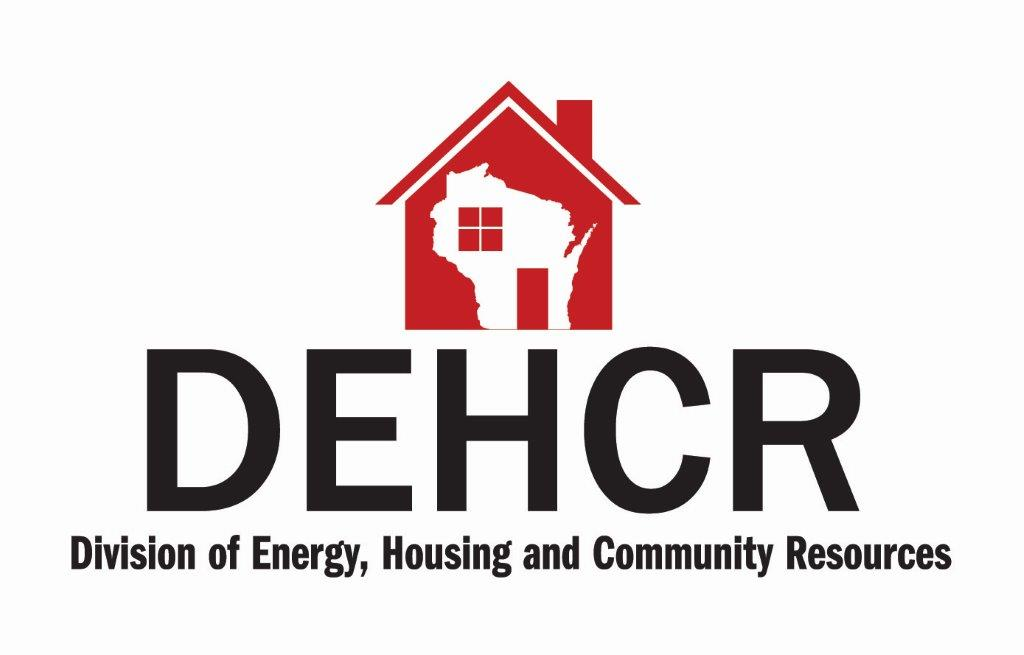 DEHCR
Division of Energy, Housing and Community Resources